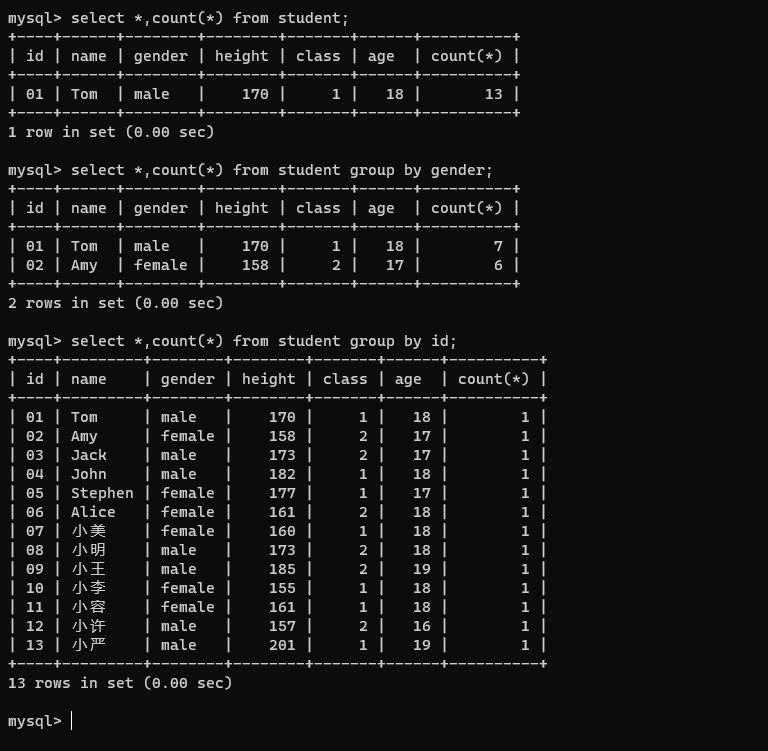 mysql> select *,count(*) from student;
+----+------+--------+--------+-------+------+----------+
| id | name | gender | height | class | age  | count(*) |
+----+------+--------+--------+-------+------+----------+
| 01 | Tom  | male   |    170 |     1 |   18 |       13 |
+----+------+--------+--------+-------+------+----------+
1 row in set (0.00 sec)

mysql> select *,count(*) from student group by gender;
+----+------+--------+--------+-------+------+----------+
| id | name | gender | height | class | age  | count(*) |
+----+------+--------+--------+-------+------+----------+
| 01 | Tom  | male   |    170 |     1 |   18 |        7 |
| 02 | Amy  | female |    158 |     2 |   17 |        6 |
+----+------+--------+--------+-------+------+----------+
2 rows in set (0.00 sec)

mysql> select *,count(*) from student group by id;
+----+---------+--------+--------+-------+------+----------+
| id | name    | gender | height | class | age  | count(*) |
+----+---------+--------+--------+-------+------+----------+
| 01 | Tom     | male   |    170 |     1 |   18 |        1 |
| 02 | Amy     | female |    158 |     2 |   17 |        1 |
| 03 | Jack    | male   |    173 |     2 |   17 |        1 |
| 04 | John    | male   |    182 |     1 |   18 |        1 |
| 05 | Stephen | female |    177 |     1 |   17 |        1 |
| 06 | Alice   | female |    161 |     2 |   18 |        1 |
| 07 | 小美    | female |    160 |     1 |   18 |        1 |
| 08 | 小明    | male   |    173 |     2 |   18 |        1 |
| 09 | 小王    | male   |    185 |     2 |   19 |        1 |
| 10 | 小李    | female |    155 |     1 |   18 |        1 |
| 11 | 小容    | female |    161 |     1 |   18 |        1 |
| 12 | 小许    | male   |    157 |     2 |   16 |        1 |
| 13 | 小严    | male   |    201 |     1 |   19 |        1 |
+----+---------+--------+--------+-------+------+----------+
13 rows in set (0.00 sec)

mysql>